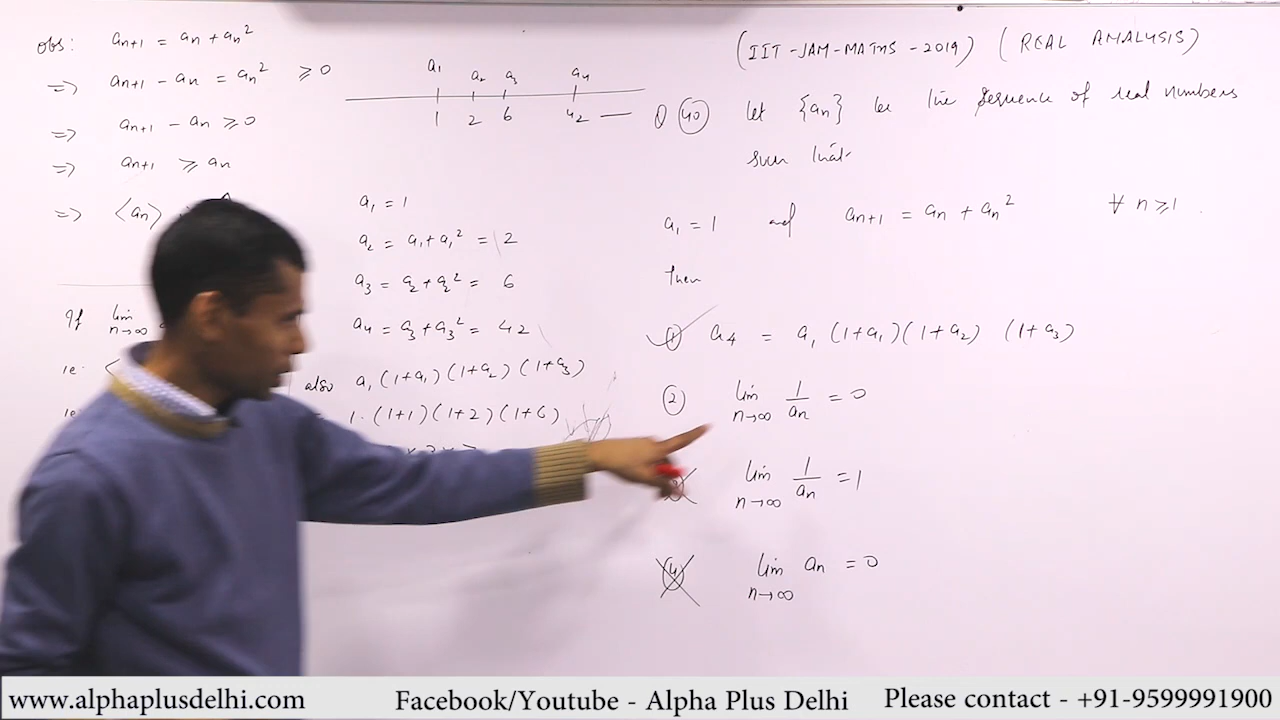 obs: an+1 = an + an²
=> an+1 - an = an² ≥ 0
=> an+1 - an ≥ 0
=> an+1 ≥ an
=> <an>
If lim n→∞
ie. <
ie
a1 a2 a3 a4
1 2 6 42
a1 = 1
a2 = a1 + a1² = 2
a3 = a2 + a2² = 6
a4 = a3 + a3² = 42
also a1 (1+a1) (1+a2) (1+a3)
= 1 · (1+1) (1+2) (1+6)
(IIT-JAM-MATHS-2019) (REAL ANALYSIS)
Q 40 let {an} be the sequence of real numbers
such that
a1 = 1 and an+1 = an + an² ∀ n ≥ 1
Then
① a4 = a1 (1+a1) (1+a2) (1+a3)
② lim n→∞ 1/an = 0
lim n→∞ 1/an = 1
④ lim n→∞ an = 0
www.alphaplusdelhi.com Facebook/Youtube - Alpha Plus Delhi Please contact - +91-9599991900